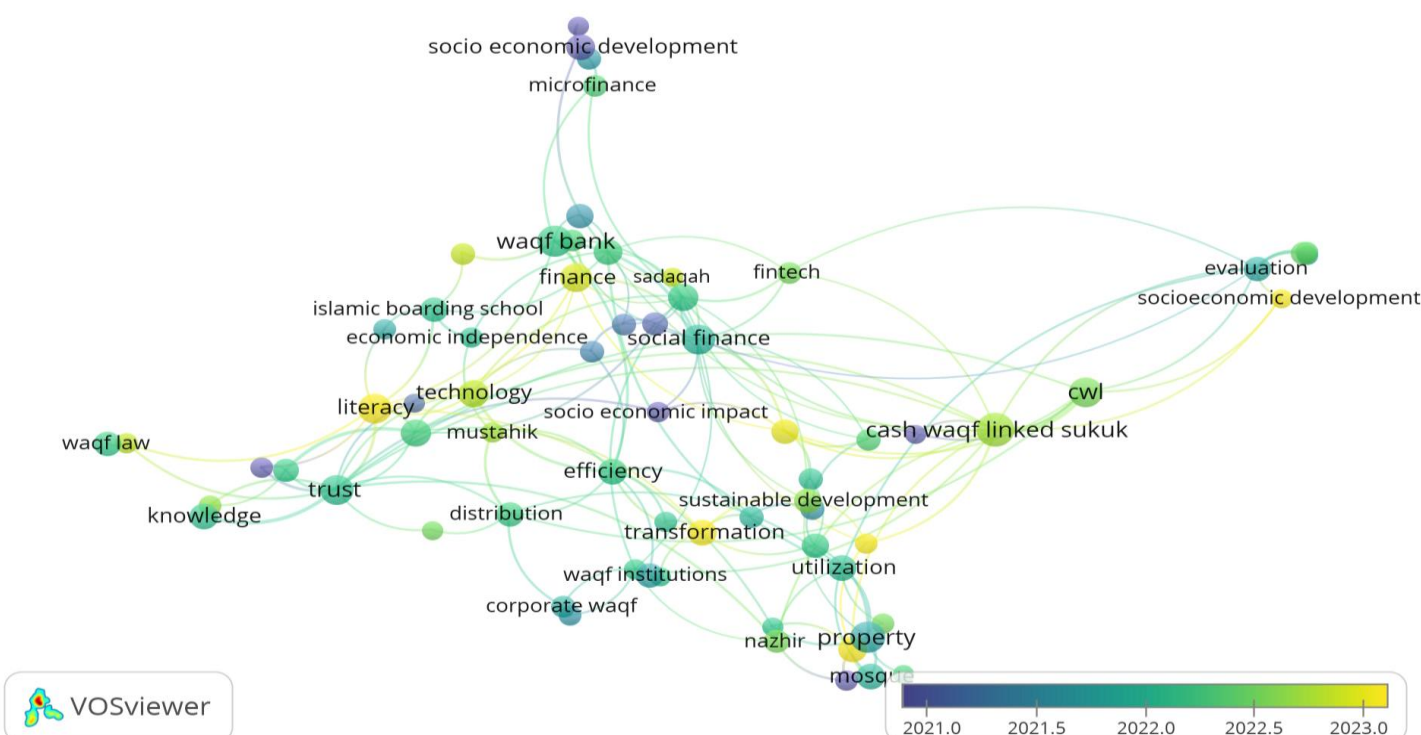 socio economic development
microfinance
waqf bank
finance
sadaqah
fintech
evaluation
socioeconomic development
islamic boarding school
economic independence
social finance
technology
cwl
literacy
socio economic impact
cash waqf linked sukuk
mustahik
waqf law
efficiency
trust
sustainable development
knowledge
distribution
transformation
utilization
waqf institutions
corporate waqf
nazhir
property
mosque
VOSviewer
2021.0 2021.5 2022.0 2022.5 2023.0